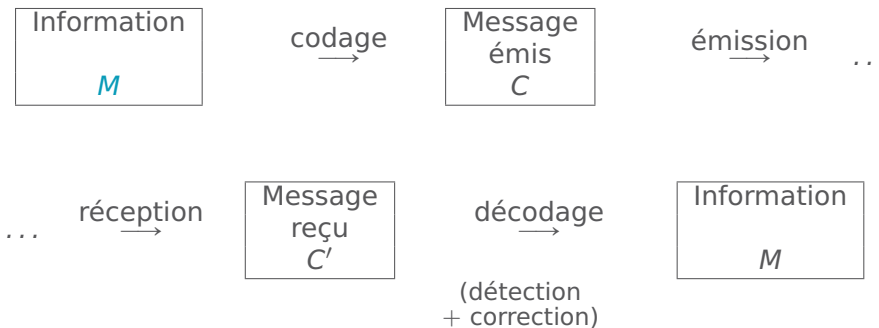 Information
M
codage
→
Message
émis
C
émission
→
..
...
réception
→
Message
reçu
C′
décodage
→
(détection
+ correction)
Information
M